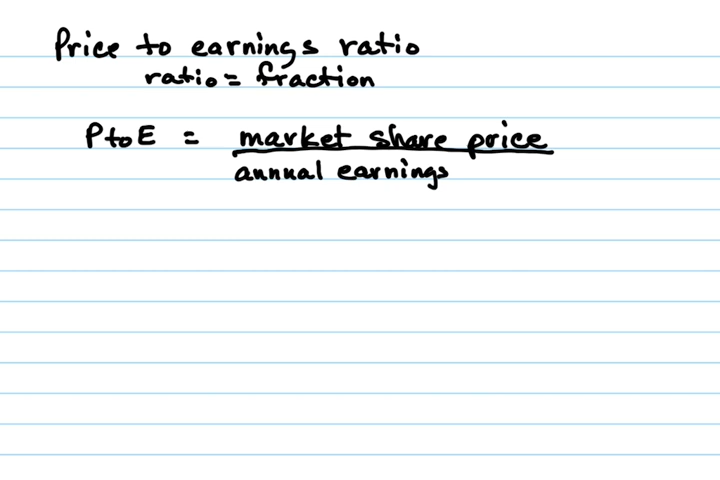 Price to earnings ratio
ratio = fraction
P to E = market share price
annual earnings